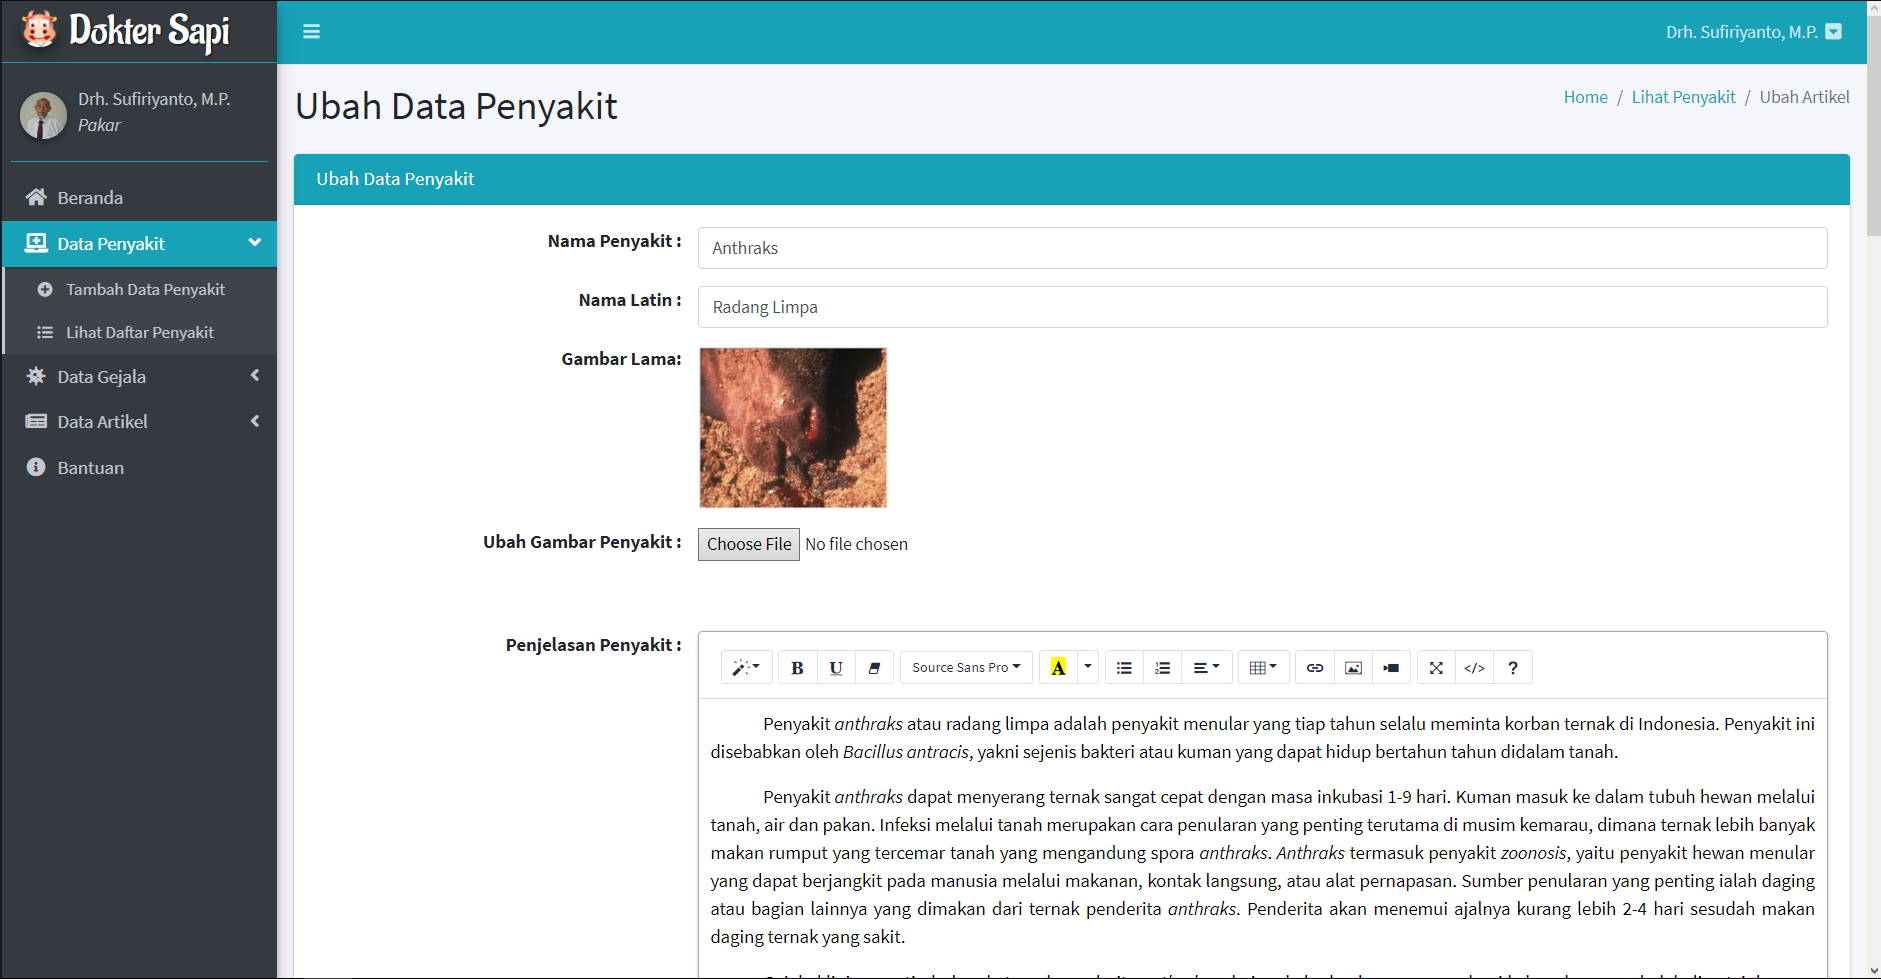 Dokter Sapi
Drh. Sufiriyanto, M.P.
Drh. Sufiriyanto, M.P.
Pakar
Beranda
Data Penyakit
Tambah Data Penyakit
Lihat Daftar Penyakit
Data Gejala
Data Artikel
Bantuan
Ubah Data Penyakit
Home / Lihat Penyakit / Ubah Artikel
Ubah Data Penyakit
Nama Penyakit :
Anthraks
Nama Latin :
Radang Limpa
Gambar Lama:
Ubah Gambar Penyakit :
Choose File No file chosen
Penjelasan Penyakit :
B U Source Sans Pro A </> ?
Penyakit anthraks atau radang limpa adalah penyakit menular yang tiap tahun selalu meminta korban ternak di Indonesia. Penyakit ini
disebabkan oleh Bacillus antracis, yakni sejenis bakteri atau kuman yang dapat hidup bertahun tahun didalam tanah.
Penyakit anthraks dapat menyerang ternak sangat cepat dengan masa inkubasi 1-9 hari. Kuman masuk ke dalam tubuh hewan melalui
tanah, air dan pakan. Infeksi melalui tanah merupakan cara penularan yang penting terutama di musim kemarau, dimana ternak lebih banyak
makan rumput yang tercemar tanah yang mengandung spora anthraks. Anthraks termasuk penyakit zoonosis, yaitu penyakit hewan menular
yang dapat berjangkit pada manusia melalui makanan, kontak langsung, atau alat pernapasan. Sumber penularan yang penting ialah daging
atau bagian lainnya yang dimakan dari ternak penderita anthraks. Penderita akan menemui ajalnya kurang lebih 2-4 hari sesudah makan
daging ternak yang sakit.